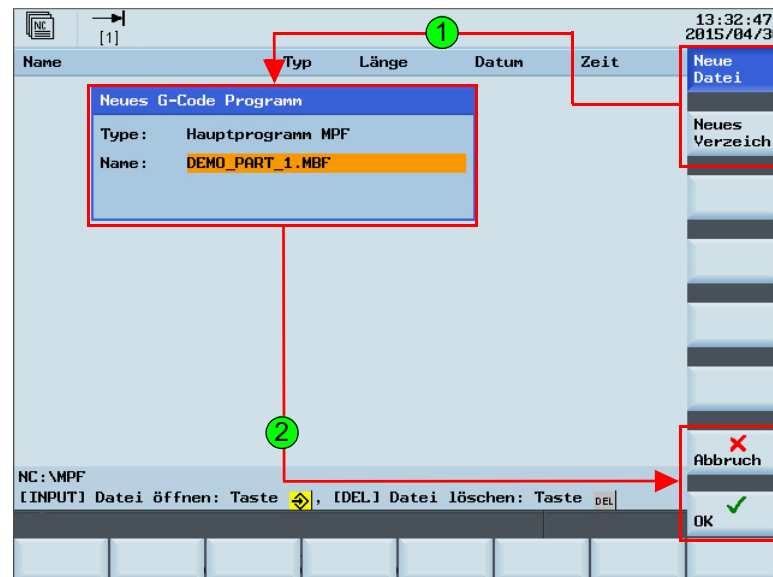 NC
[1]
13:32:47
2015/04/3
Name Typ Länge Datum Zeit
1
Neue
Datei
Neues G-Code Programm
Type: Hauptprogramm MPF
Name: DEMO_PART_1.MBF
Neues
Verzeich
2
Abbruch
NC:\MPF
[INPUT] Datei öffnen: Taste , [DEL] Datei löschen: Taste DEL
OK